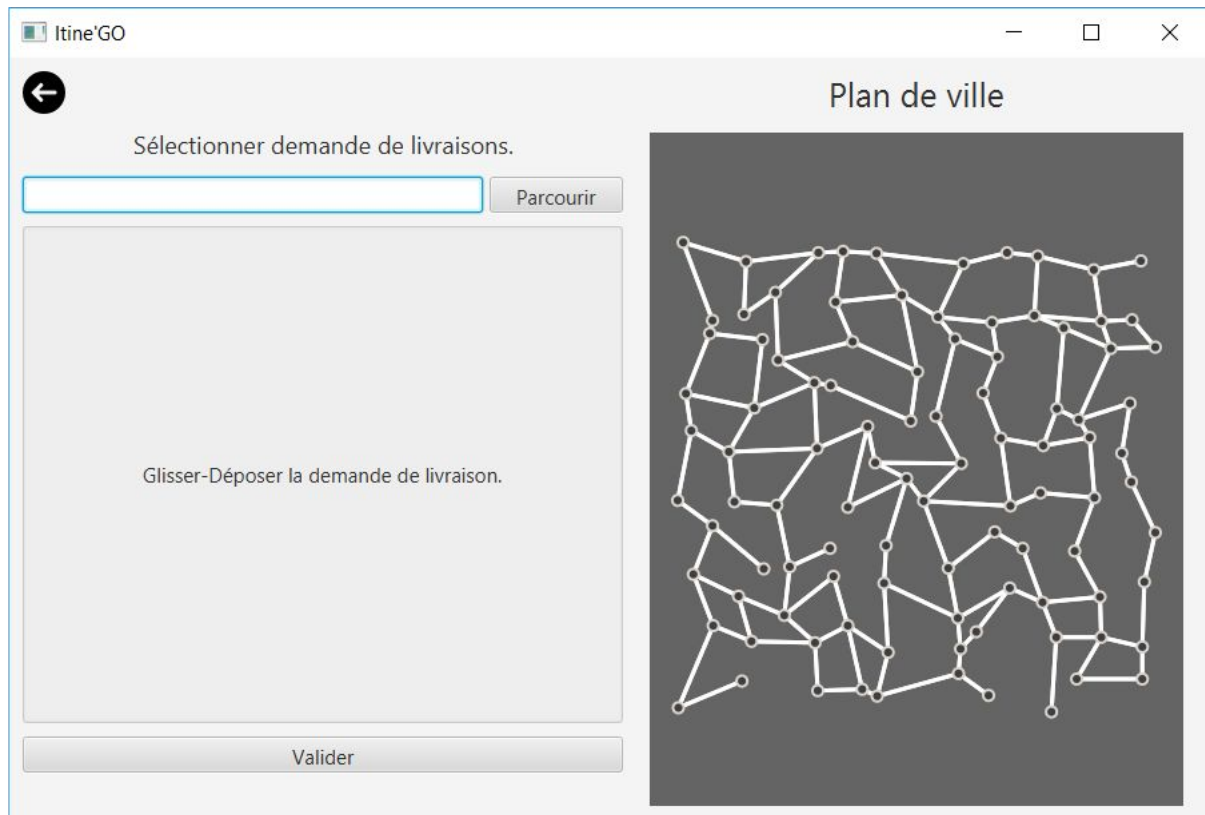 Itine'GO
Plan de ville
Sélectionner demande de livraisons.
Parcourir
Glisser-Déposer la demande de livraison.
Valider